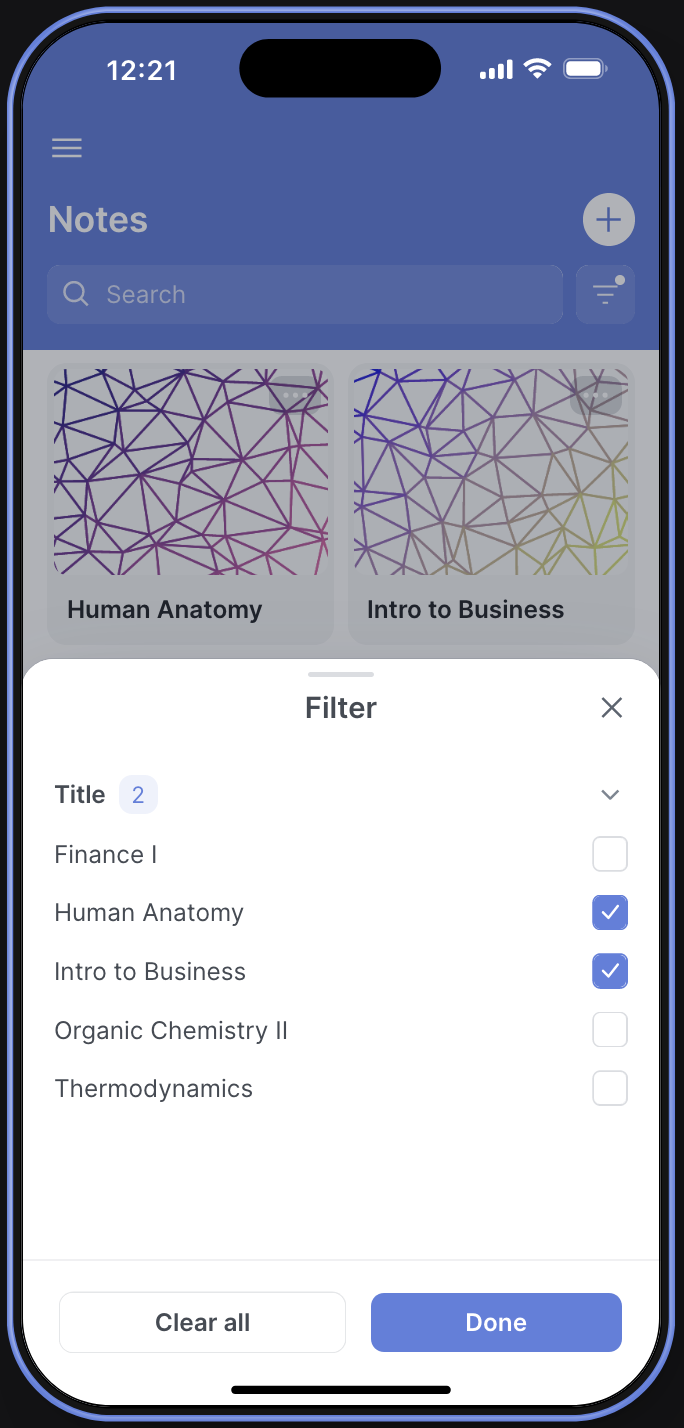 12:21
Notes
Search
Human Anatomy
Intro to Business
Filter
Title 2
Finance I
Human Anatomy
Intro to Business
Organic Chemistry II
Thermodynamics
Clear all
Done